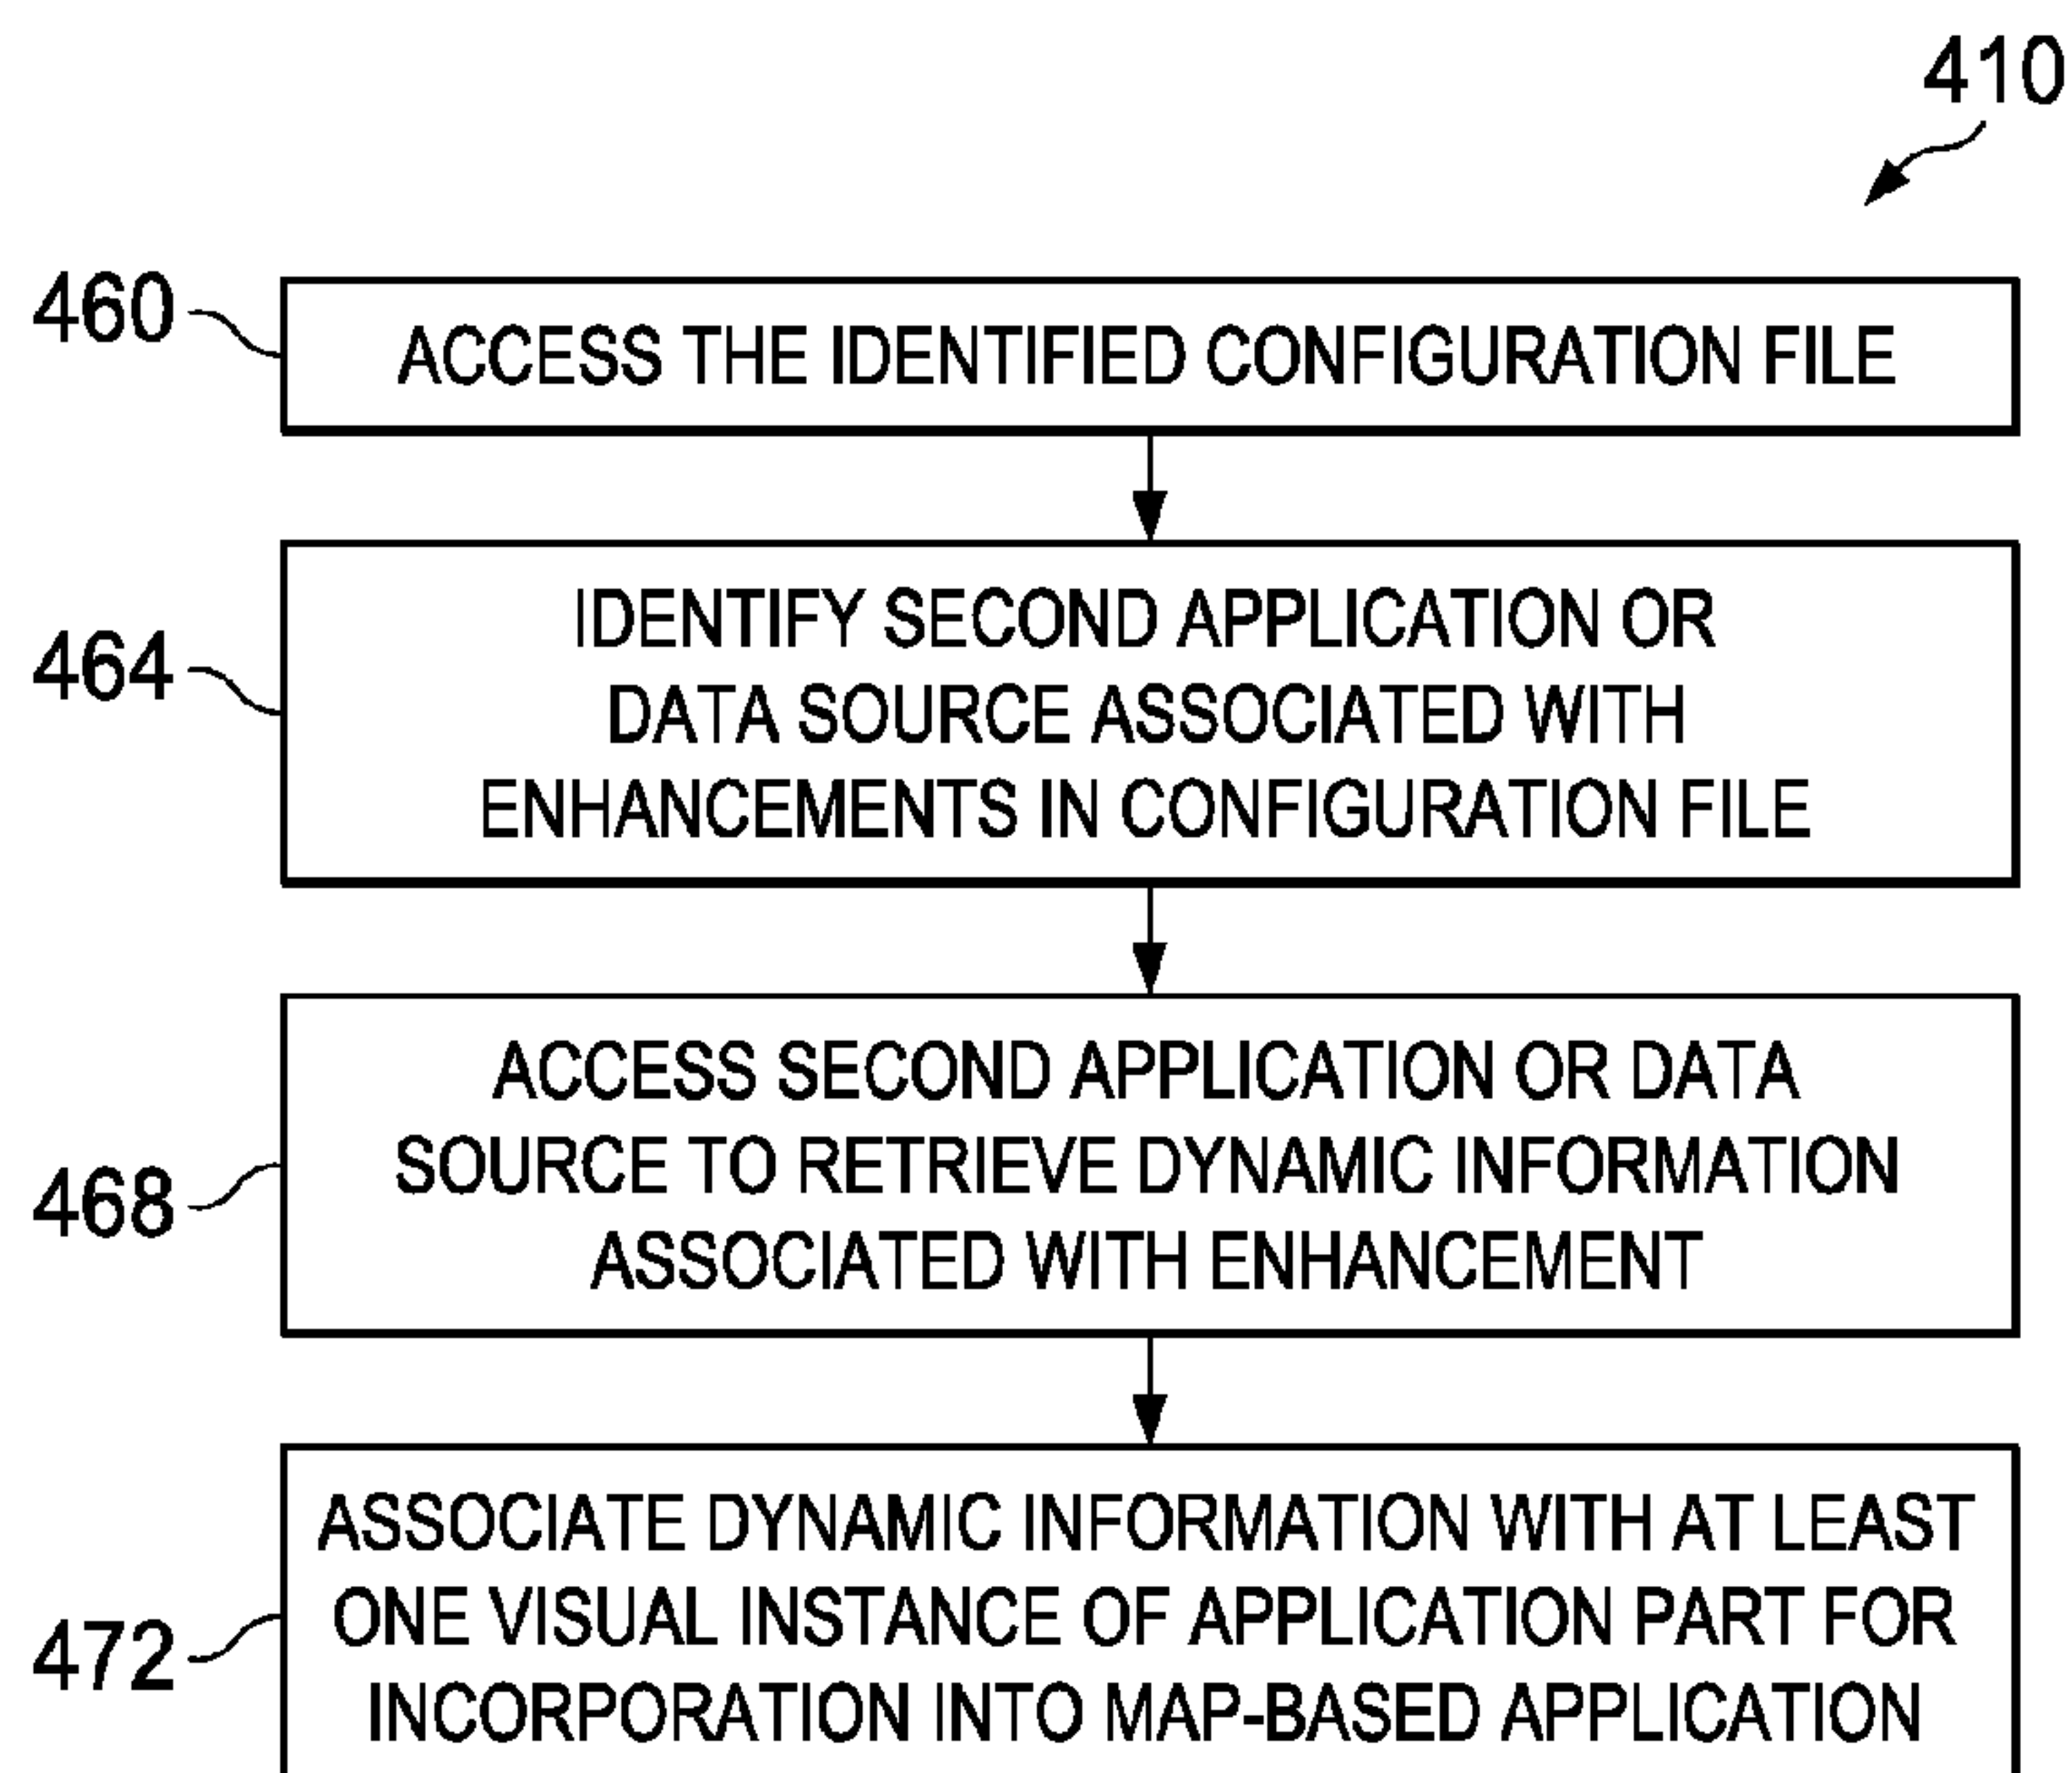 410
460
ACCESS THE IDENTIFIED CONFIGURATION FILE
464
IDENTIFY SECOND APPLICATION OR
DATA SOURCE ASSOCIATED WITH
ENHANCEMENTS IN CONFIGURATION FILE
468
ACCESS SECOND APPLICATION OR DATA
SOURCE TO RETRIEVE DYNAMIC INFORMATION
ASSOCIATED WITH ENHANCEMENT
472
ASSOCIATE DYNAMIC INFORMATION WITH AT LEAST
ONE VISUAL INSTANCE OF APPLICATION PART FOR
INCORPORATION INTO MAP-BASED APPLICATION